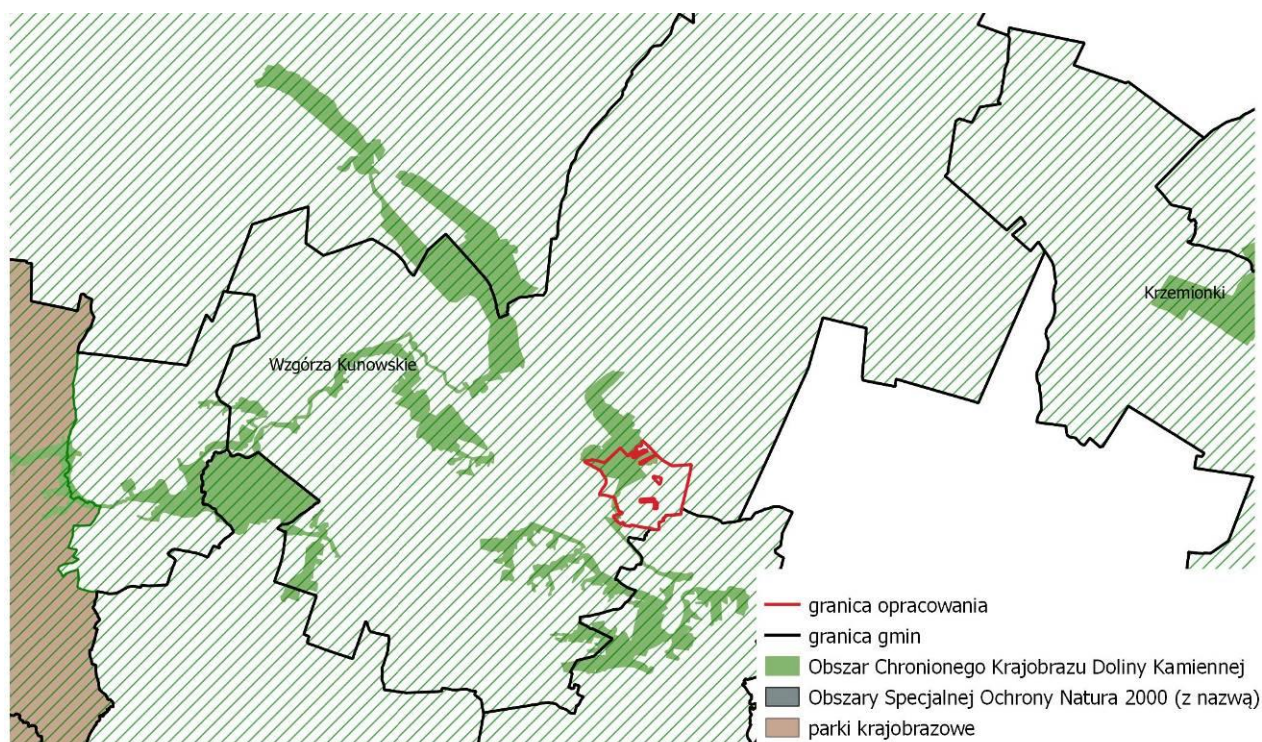 Krzemionki
Wzgórza Kunowskie
granica opracowania
granica gmin
Obszar Chronionego Krajobrazu Doliny Kamiennej
Obszary Specjalnej Ochrony Natura 2000 (z nazwą)
parki krajobrazowe